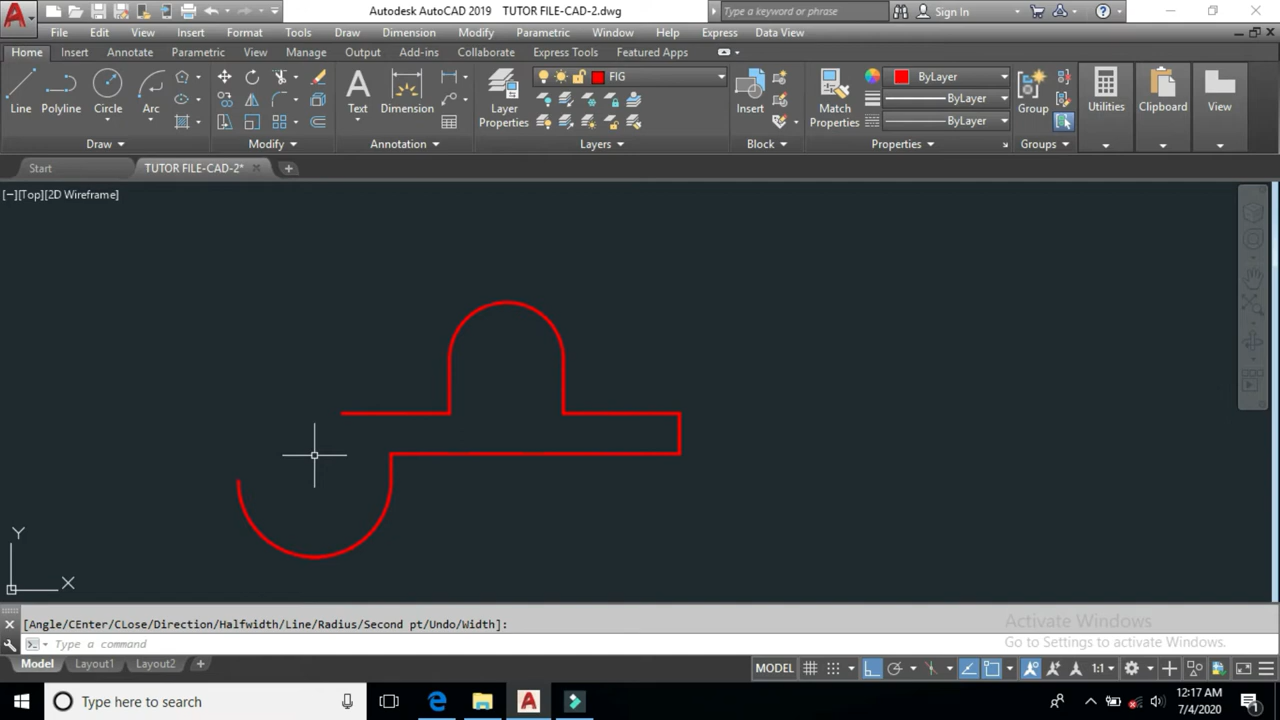 Autodesk AutoCAD 2019 TUTOR FILE-CAD-2.dwg Type a keyword or phrase Sign In
File Edit View Insert Format Tools Draw Dimension Modify Parametric Window Help Express Data View
Home Insert Annotate Parametric View Manage Output Add-ins Collaborate Express Tools Featured Apps
FIG ByLayer
ByLayer
ByLayer
Line Polyline Circle Arc Text Dimension Layer Properties Insert Match Properties Group Utilities Clipboard View
Draw Modify Annotation Layers Block Properties Groups
Start TUTOR FILE-CAD-2*
[−][Top][2D Wireframe]
Y
X
[Angle/CEnter/CLose/Direction/Halfwidth/Line/Radius/Second pt/Undo/Width]:
Activate Windows
Go to Settings to activate Windows.
Type a command
Model Layout1 Layout2 MODEL 1:1
Type here to search
12:17 AM
7/4/2020
1